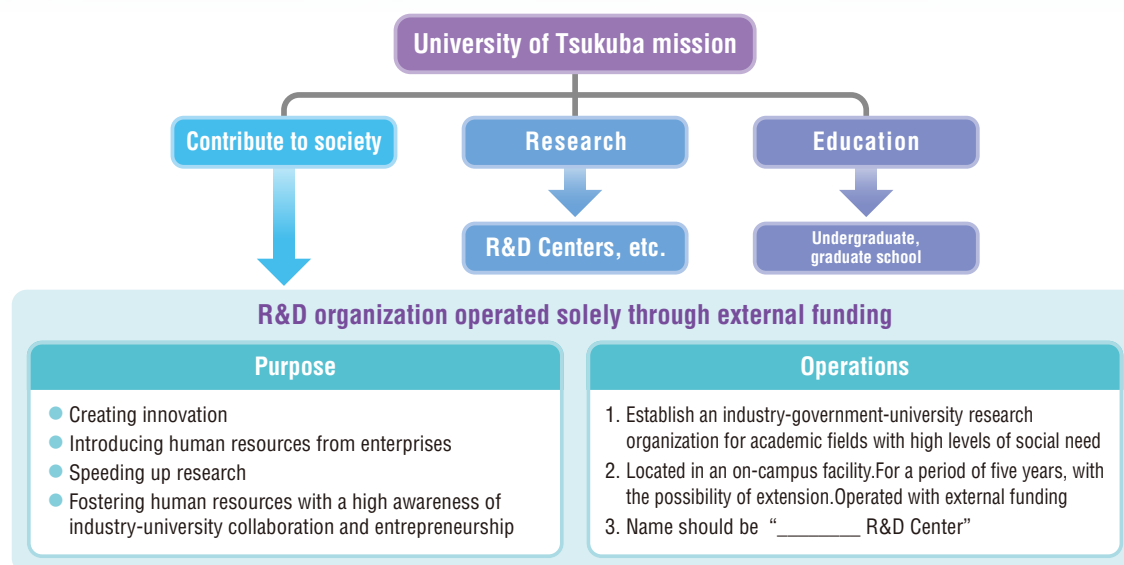 University of Tsukuba mission
Contribute to society
Research
Education
R&D Centers, etc.
Undergraduate,
graduate school
R&D organization operated solely through external funding
Purpose
● Creating innovation
● Introducing human resources from enterprises
● Speeding up research
● Fostering human resources with a high awareness of
industry-university collaboration and entrepreneurship
Operations
1. Establish an industry-government-university research
organization for academic fields with high levels of social need
2. Located in an on-campus facility.For a period of five years, with
the possibility of extension.Operated with external funding
3. Name should be “________ R&D Center”